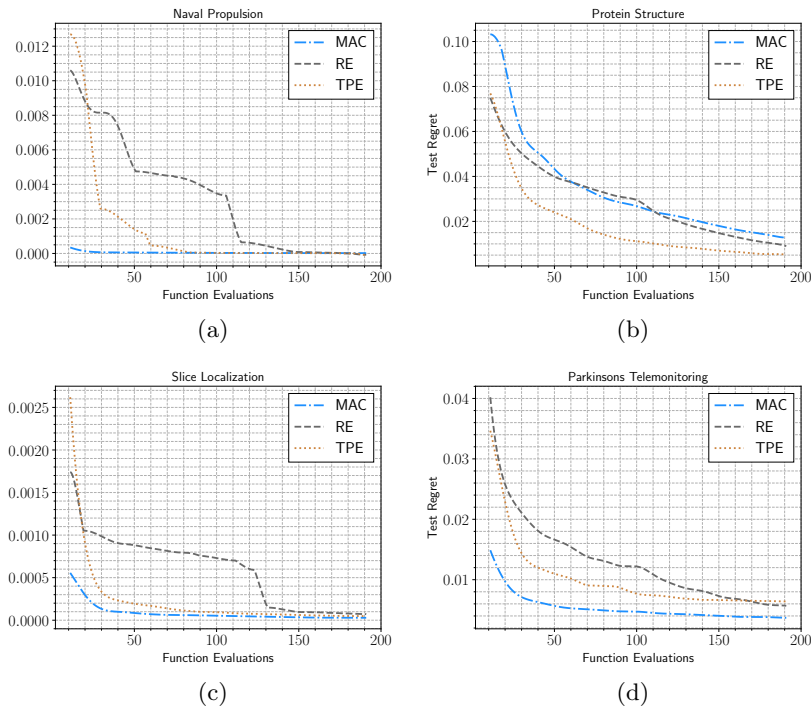 Naval Propulsion
0.012
0.010
0.008
0.006
0.004
0.002
0.000
MAC
RE
TPE
50
100
150
200
Function Evaluations
(a)
Protein Structure
Test Regret
0.10
0.08
0.06
0.04
0.02
MAC
RE
TPE
50
100
150
200
Function Evaluations
(b)
Slice Localization
0.0025
0.0020
0.0015
0.0010
0.0005
0.0000
MAC
RE
TPE
50
100
150
200
Function Evaluations
(c)
Parkinsons Telemonitoring
Test Regret
0.04
0.03
0.02
0.01
MAC
RE
TPE
50
100
150
200
Function Evaluations
(d)